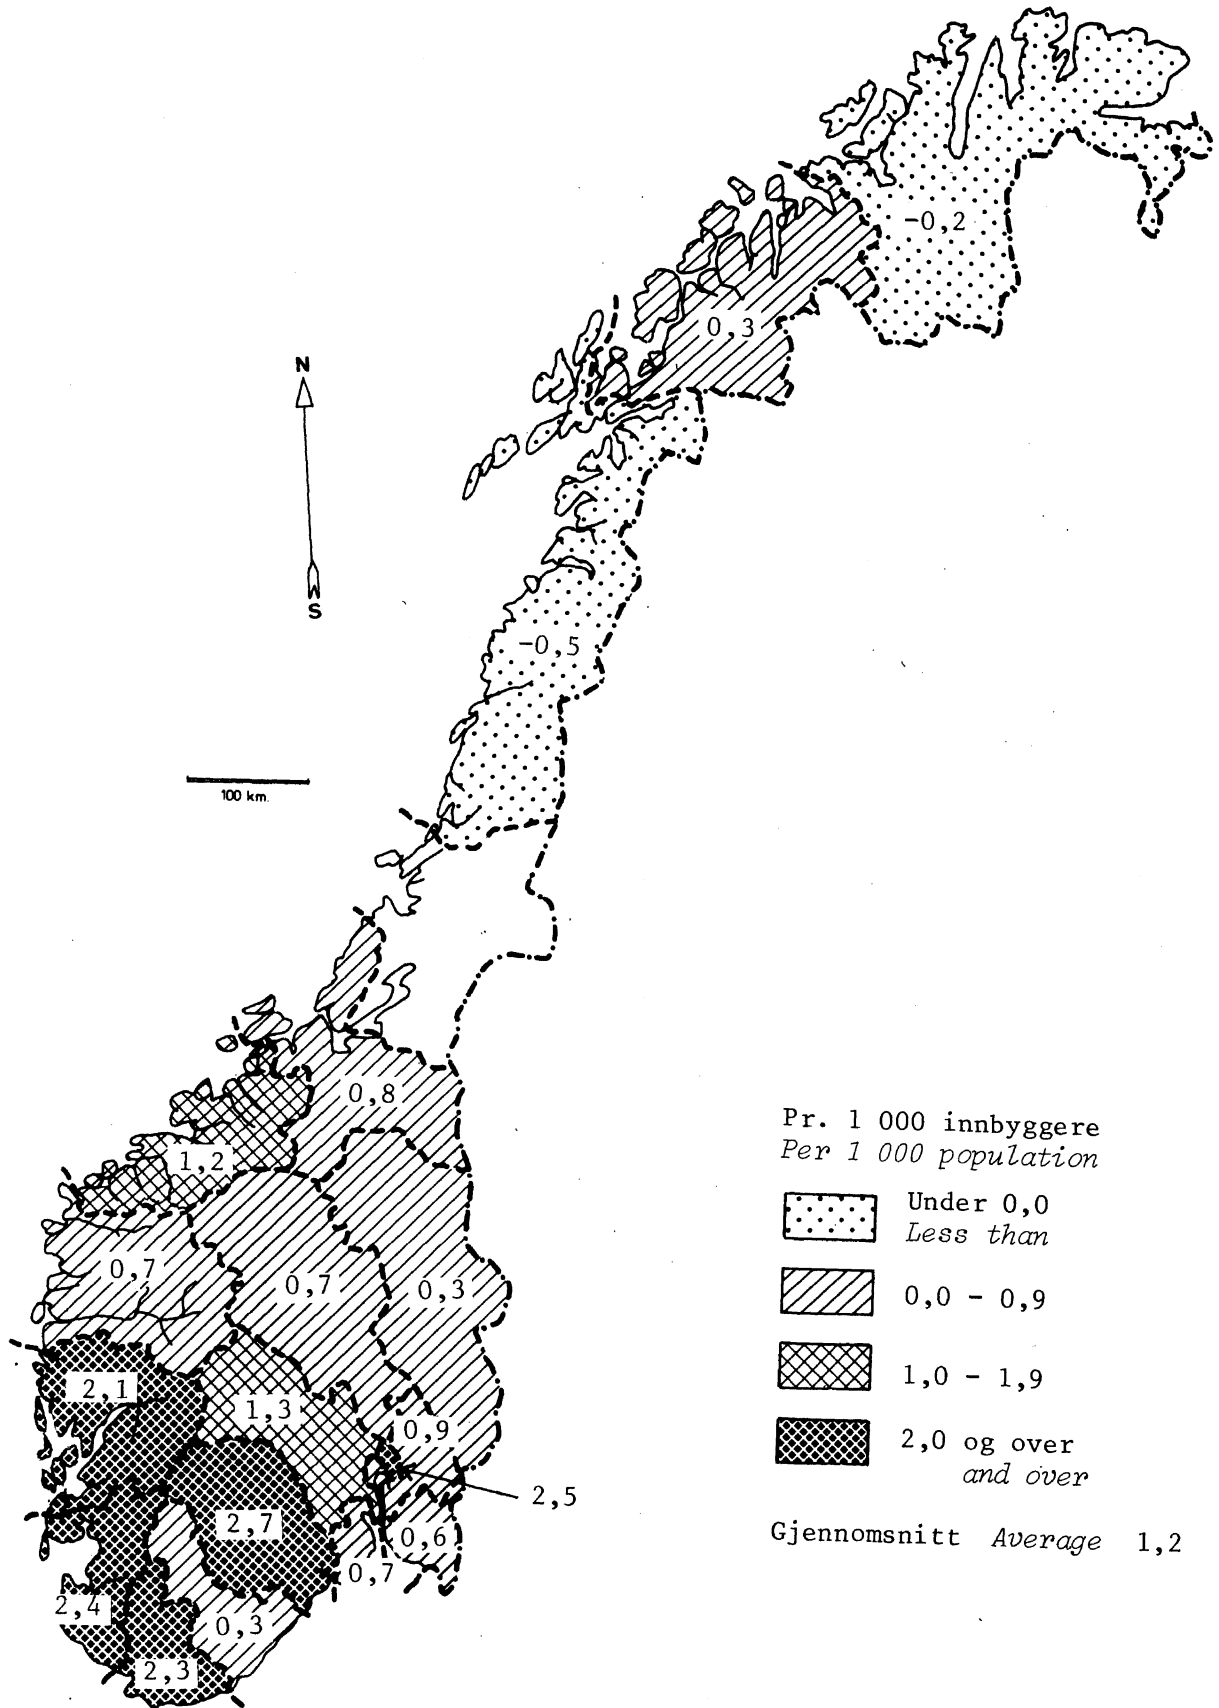 -0,2
0,3
N
S
-0,5
100 km.
0,8
1,2
0,7
0,7
0,3
2,1
1,3
0,9
2,5
2,7
0,6
0,7
2,4
0,3
2,3
Pr. 1 000 innbyggere
Per 1 000 population
Under 0,0
Less than
0,0 - 0,9
1,0 - 1,9
2,0 og over
and over
Gjennomsnitt Average 1,2